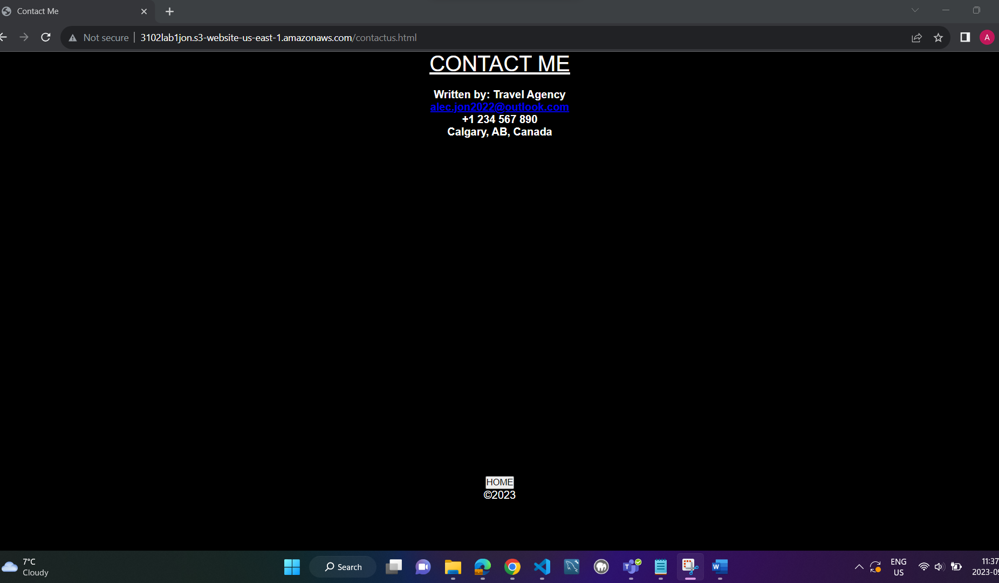 Contact Me
Not secure
3102lab1jon.s3-website-us-east-1.amazonaws.com/contactus.html
A
CONTACT ME
Written by: Travel Agency
alec.jon2022@outlook.com
+1 234 567 890
Calgary, AB, Canada
HOME
©2023
7°C
Cloudy
Search
T
W
ENG
US
11:37
2023-09